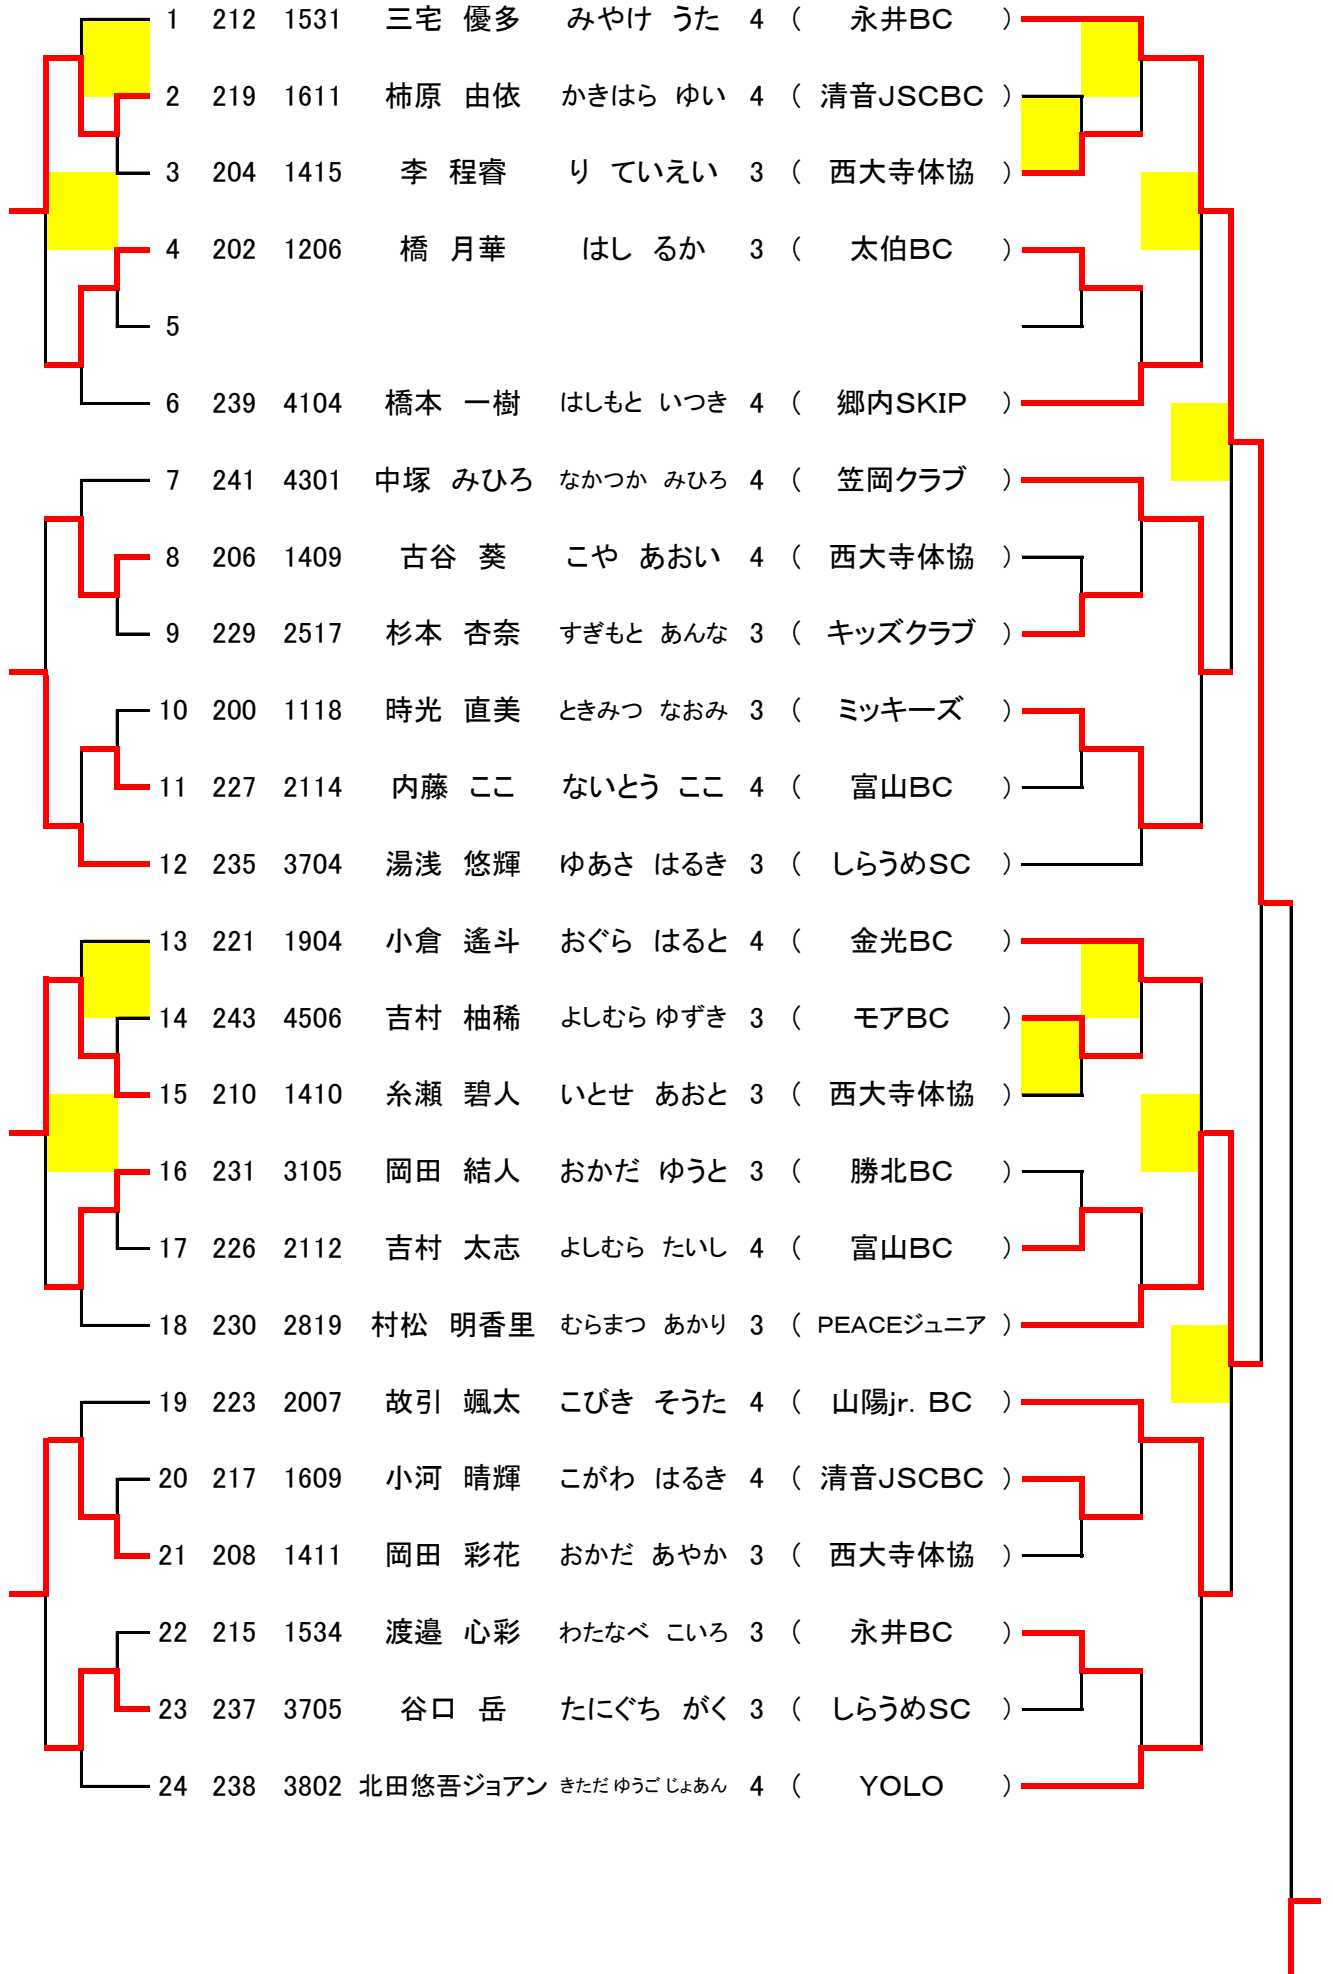 1 212 1531 三宅 優多 みやけ うた 4 ( 永井BC )
2 219 1611 柿原 由依 かきはら ゆい 4 ( 清音JSCBC )
3 204 1415 李 程睿 り ていえい 3 ( 西大寺体協 )
4 202 1206 橋 月華 はし るか 3 ( 太伯BC )
5
6 239 4104 橋本 一樹 はしもと いつき 4 ( 郷内SKIP )
7 241 4301 中塚 みひろ なかつか みひろ 4 ( 笠岡クラブ )
8 206 1409 古谷 葵 こや あおい 4 ( 西大寺体協 )
9 229 2517 杉本 杏奈 すぎもと あんな 3 ( キッズクラブ )
10 200 1118 時光 直美 ときみつ なおみ 3 ( ミッキーズ )
11 227 2114 内藤 ここ ないとう ここ 4 ( 富山BC )
12 235 3704 湯浅 悠輝 ゆあさ はるき 3 ( しらうめSC )
13 221 1904 小倉 遙斗 おぐら はると 4 ( 金光BC )
14 243 4506 吉村 柚稀 よしむら ゆずき 3 ( モアBC )
15 210 1410 糸瀬 碧人 いとせ あおと 3 ( 西大寺体協 )
16 231 3105 岡田 結人 おかだ ゆうと 3 ( 勝北BC )
17 226 2112 吉村 太志 よしむら たいし 4 ( 富山BC )
18 230 2819 村松 明香里 むらまつ あかり 3 ( PEACEジュニア )
19 223 2007 故引 颯太 こびき そうた 4 ( 山陽jr. BC )
20 217 1609 小河 晴輝 こがわ はるき 4 ( 清音JSCBC )
21 208 1411 岡田 彩花 おかだ あやか 3 ( 西大寺体協 )
22 215 1534 渡邉 心彩 わたなべ こいろ 3 ( 永井BC )
23 237 3705 谷口 岳 たにぐち がく 3 ( しらうめSC )
24 238 3802 北田悠吾ジョアン きただ ゆうご じょあん 4 ( YOLO )